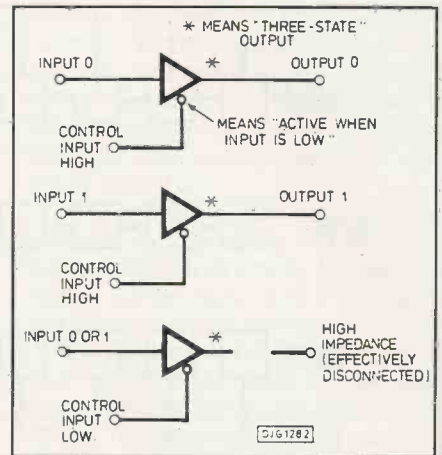 * MEANS "THREE-STATE"
OUTPUT
INPUT 0
*
OUTPUT 0
CONTROL
INPUT
HIGH
MEANS "ACTIVE WHEN
INPUT IS LOW"
INPUT 1
*
OUTPUT 1
CONTROL
INPUT
HIGH
INPUT 0 OR 1
*
HIGH
IMPEDANCE
(EFFECTIVELY
DISCONNECTED)
CONTROL
INPUT
LOW.